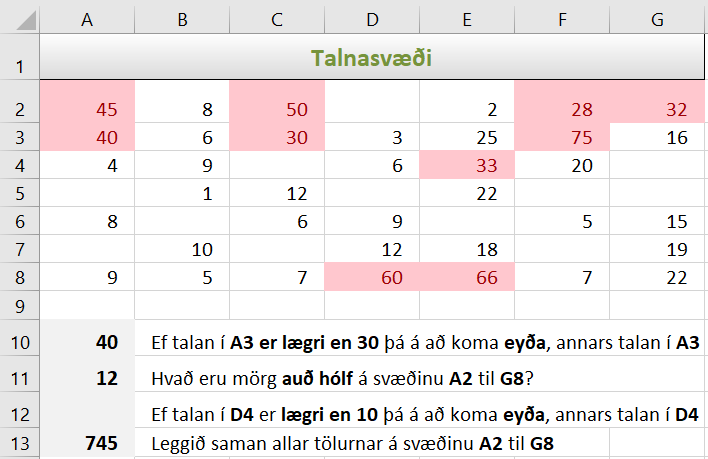 A B C D E F G
1 Talnasvæði
2 45 8 50 2 28 32
3 40 6 30 3 25 75 16
4 4 9 6 33 20
5 1 12 22
6 8 6 9 5 15
7 10 12 18 19
8 9 5 7 60 66 7 22
9
10 40 Ef talan í A3 er lægri en 30 þá á að koma eyða, annars talan í A3
11 12 Hvað eru mörg auð hólf á svæðinu A2 til G8?
12 Ef talan í D4 er lægri en 10 þá á að koma eyða, annars talan í D4
13 745 Leggið saman allar tölurnar á svæðinu A2 til G8